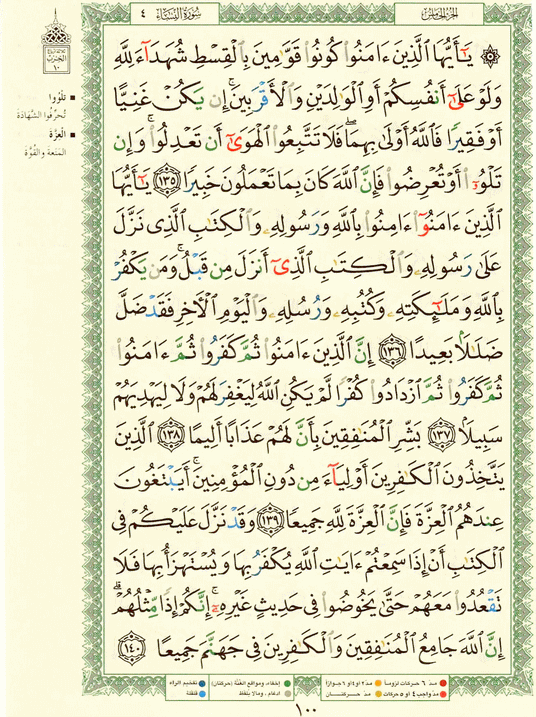 الجزء الخامس
سورة النساء ٤
۞ يَـٰٓأَيُّهَا ٱلَّذِينَ ءَامَنُوا۟ كُونُوا۟ قَوَّٰمِينَ بِٱلْقِسْطِ شُهَدَآءَ لِلَّهِ
وَلَوْ عَلَىٰٓ أَنفُسِكُمْ أَوِ ٱلْوَٰلِدَيْنِ وَٱلْأَقْرَبِينَ ۚ إِن يَكُنْ غَنِيًّا
أَوْ فَقِيرًا فَٱللَّهُ أَوْلَىٰ بِهِمَا ۖ فَلَا تَتَّبِعُوا۟ ٱلْهَوَىٰٓ أَن تَعْدِلُوا۟ ۚ وَإِن
تَلْوُۥٓا۟ أَوْ تُعْرِضُوا۟ فَإِنَّ ٱللَّهَ كَانَ بِمَا تَعْمَلُونَ خَبِيرًا ١٣٥ يَـٰٓأَيُّهَا
ٱلَّذِينَ ءَامَنُوٓا۟ ءَامِنُوا۟ بِٱللَّهِ وَرَسُولِهِۦ وَٱلْكِتَـٰبِ ٱلَّذِى نَزَّلَ
عَلَىٰ رَسُولِهِۦ وَٱلْكِتَـٰبِ ٱلَّذِىٓ أَنزَلَ مِن قَبْلُ ۚ وَمَن يَكْفُرْ
بِٱللَّهِ وَمَلَـٰٓئِكَتِهِۦ وَكُتُبِهِۦ وَرُسُلِهِۦ وَٱلْيَوْمِ ٱلْـَٔاخِرِ فَقَدْ ضَلَّ
ضَلَـٰلًۢا بَعِيدًا ١٣٦ إِنَّ ٱلَّذِينَ ءَامَنُوا۟ ثُمَّ كَفَرُوا۟ ثُمَّ ءَامَنُوا۟
ثُمَّ كَفَرُوا۟ ثُمَّ ٱزْدَادُوا۟ كُفْرًا لَّمْ يَكُنِ ٱللَّهُ لِيَغْفِرَ لَهُمْ وَلَا لِيَهْدِيَهُمْ
سَبِيلًۢا ١٣٧ بَشِّرِ ٱلْمُنَـٰفِقِينَ بِأَنَّ لَهُمْ عَذَابًا أَلِيمًا ١٣٨ ٱلَّذِينَ
يَتَّخِذُونَ ٱلْكَـٰفِرِينَ أَوْلِيَآءَ مِن دُونِ ٱلْمُؤْمِنِينَ ۚ أَيَبْتَغُونَ
عِندَهُمُ ٱلْعِزَّةَ فَإِنَّ ٱلْعِزَّةَ لِلَّهِ جَمِيعًا ١٣٩ وَقَدْ نَزَّلَ عَلَيْكُمْ فِى
ٱلْكِتَـٰبِ أَنْ إِذَا سَمِعْتُمْ ءَايَـٰتِ ٱللَّهِ يُكْفَرُ بِهَا وَيُسْتَهْزَأُ بِهَا فَلَا
تَقْعُدُوا۟ مَعَهُمْ حَتَّىٰ يَخُوضُوا۟ فِى حَدِيثٍ غَيْرِهِۦٓ ۚ إِنَّكُمْ إِذًا مِّثْلُهُمْ ۗ
إِنَّ ٱللَّهَ جَامِعُ ٱلْمُنَـٰفِقِينَ وَٱلْكَـٰفِرِينَ فِى جَهَنَّمَ جَمِيعًا ١٤٠
الحزب
١٠
■ تلووا
تحرفوا الشهادة
■ العزة
المنعة والقوة
مد ٦ حركات لزوماً مد ٢ أو ٤ أو ٦ جوازاً
مد واجب ٤ أو ٥ حركات مد حركتان
إخفاء، ومواقع الغنة (حركتان)
إدغام، وما لا يلفظ
تفخيم الراء
قلقلة
١٠٠